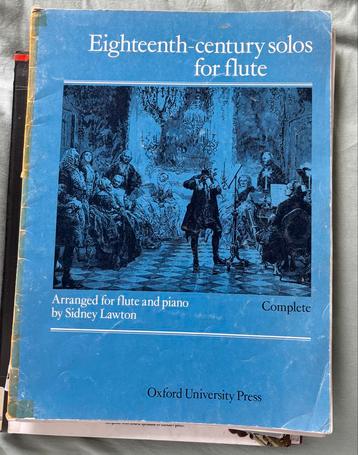 Eighteenth-century solos
for flute
Arranged for flute and piano
by Sidney Lawton
Complete
Oxford University Press